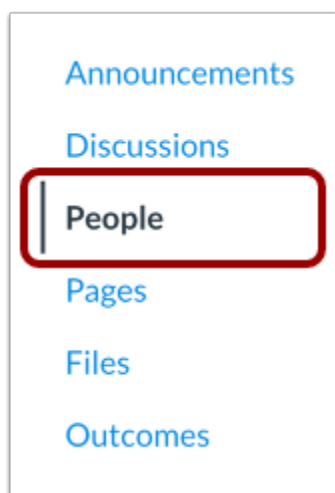 Announcements
Discussions
People
Pages
Files
Outcomes